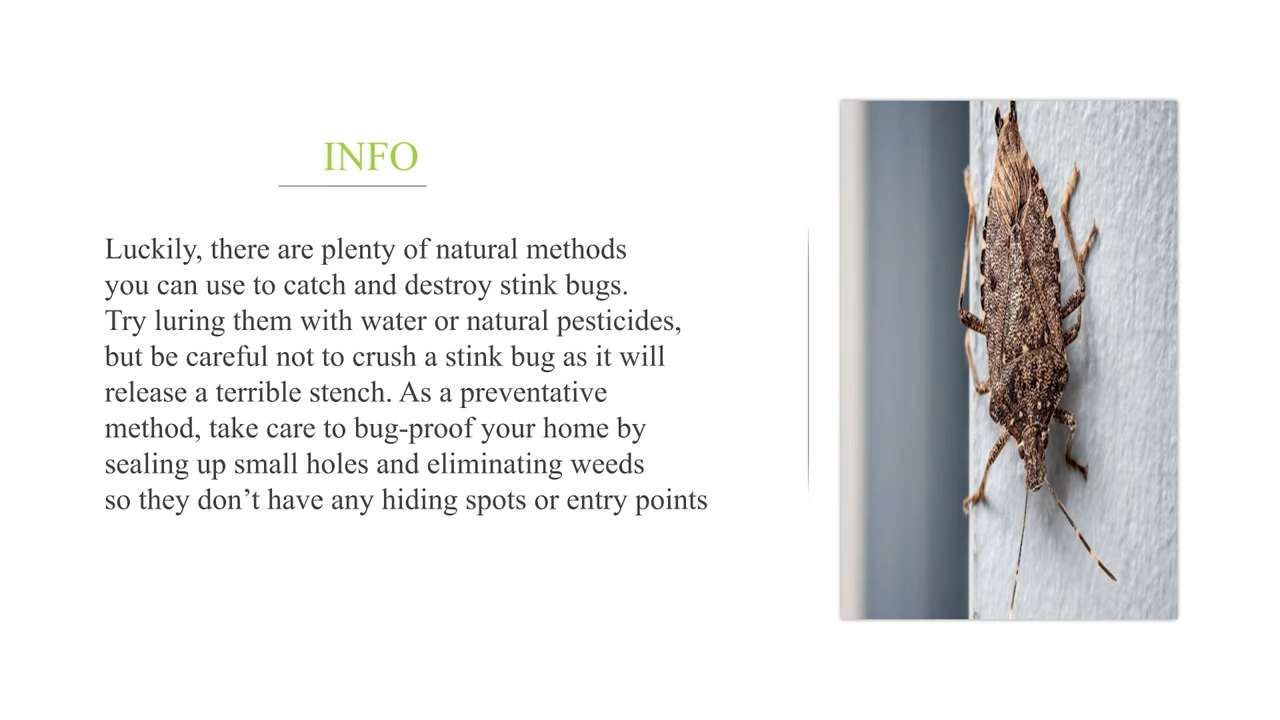 INFO
Luckily, there are plenty of natural methods
you can use to catch and destroy stink bugs.
Try luring them with water or natural pesticides,
but be careful not to crush a stink bug as it will
release a terrible stench. As a preventative
method, take care to bug-proof your home by
sealing up small holes and eliminating weeds
so they don’t have any hiding spots or entry points